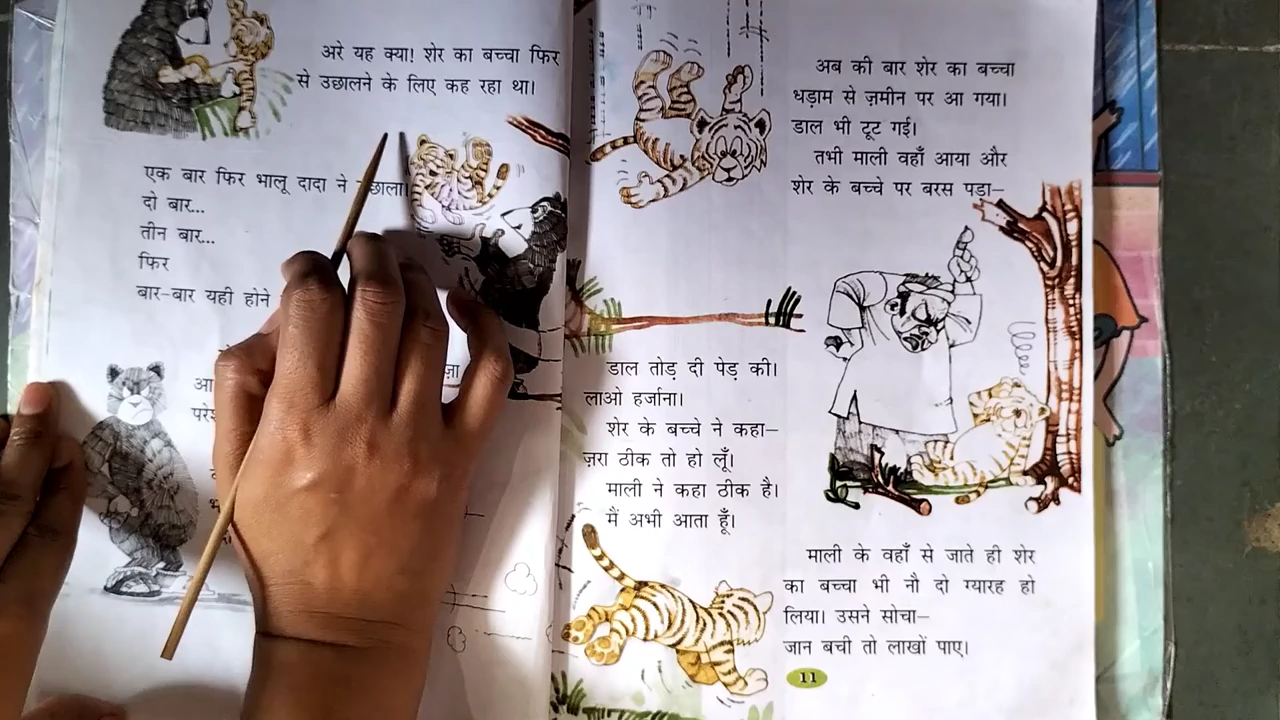 अरे यह क्या! शेर का बच्चा फिर
से उछालने के लिए कह रहा था।
एक बार फिर भालू दादा ने
दो बार...
तीन बार...
फिर
बार-बार यही होने
आ
अब की बार शेर का बच्चा
धड़ाम से ज़मीन पर आ गया।
डाल भी टूट गई।
तभी माली वहाँ आया और
शेर के बच्चे पर बरस पड़ा–
डाल तोड़ दी पेड़ की।
लाओ हर्जाना।
शेर के बच्चे ने कहा–
ज़रा ठीक तो हो लूँ।
माली ने कहा ठीक है।
मैं अभी आता हूँ।
माली के वहाँ से जाते ही शेर
का बच्चा भी नौ दो ग्यारह हो
लिया। उसने सोचा–
जान बची तो लाखों पाए।
11